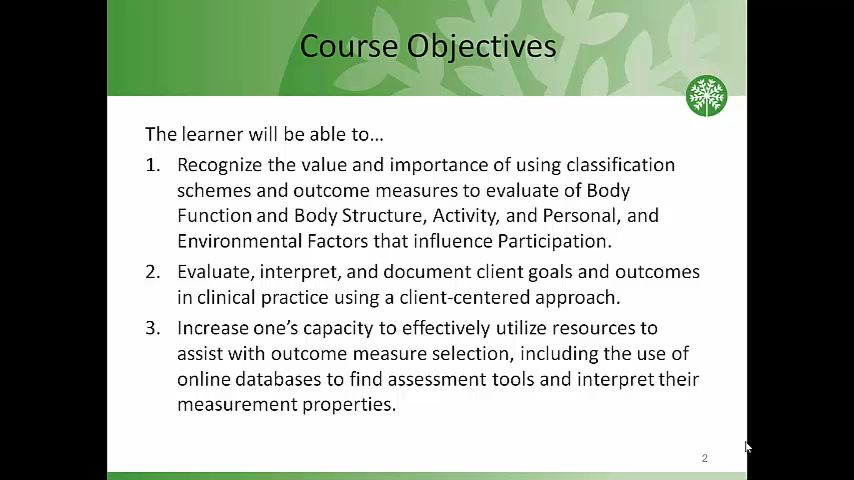 Course Objectives
The learner will be able to...
1. Recognize the value and importance of using classification
schemes and outcome measures to evaluate of Body
Function and Body Structure, Activity, and Personal, and
Environmental Factors that influence Participation.
2. Evaluate, interpret, and document client goals and outcomes
in clinical practice using a client-centered approach.
3. Increase one’s capacity to effectively utilize resources to
assist with outcome measure selection, including the use of
online databases to find assessment tools and interpret their
measurement properties.
2